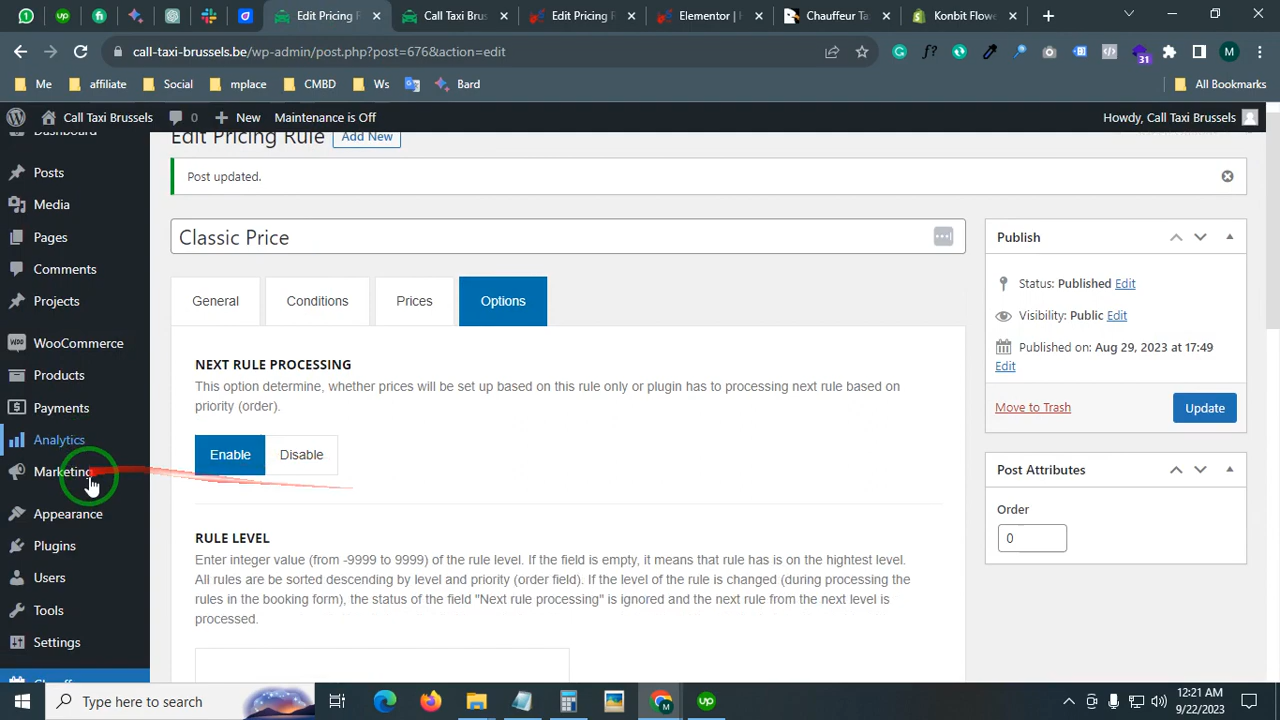 Edit Pricing R
Call Taxi Brus
Edit Pricing R
Elementor |
Chauffeur Ta
Konbit Flowe
call-taxi-brussels.be/wp-admin/post.php?post=676&action=edit
31
M
Me
affiliate
Social
mplace
CMBD
Ws
Bard
All Bookmarks
Call Taxi Brussels
0
New
Maintenance is Off
Howdy, Call Taxi Brussels
Dashboard
Posts
Media
Pages
Comments
Projects
WooCommerce
Products
Payments
Analytics
Marketing
Appearance
Plugins
Users
Tools
Settings
Edit Pricing Rule
Add New
Post updated.
Classic Price
General
Conditions
Prices
Options
NEXT RULE PROCESSING
This option determine, whether prices will be set up based on this rule only or plugin has to processing next rule based on
priority (order).
Enable
Disable
RULE LEVEL
Enter integer value (from -9999 to 9999) of the rule level. If the field is empty, it means that rule has is on the highest level.
All rules are sorted descending by level and priority (order field). If the level of the rule is changed (during processing the
rules in the booking form), the status of the field "Next rule processing" is ignored and the next rule from the next level is
processed.
Publish
Status: Published Edit
Visibility: Public Edit
Published on: Aug 29, 2023 at 17:49
Edit
Move to Trash
Update
Post Attributes
Order
0
Type here to search
12:21 AM
9/22/2023